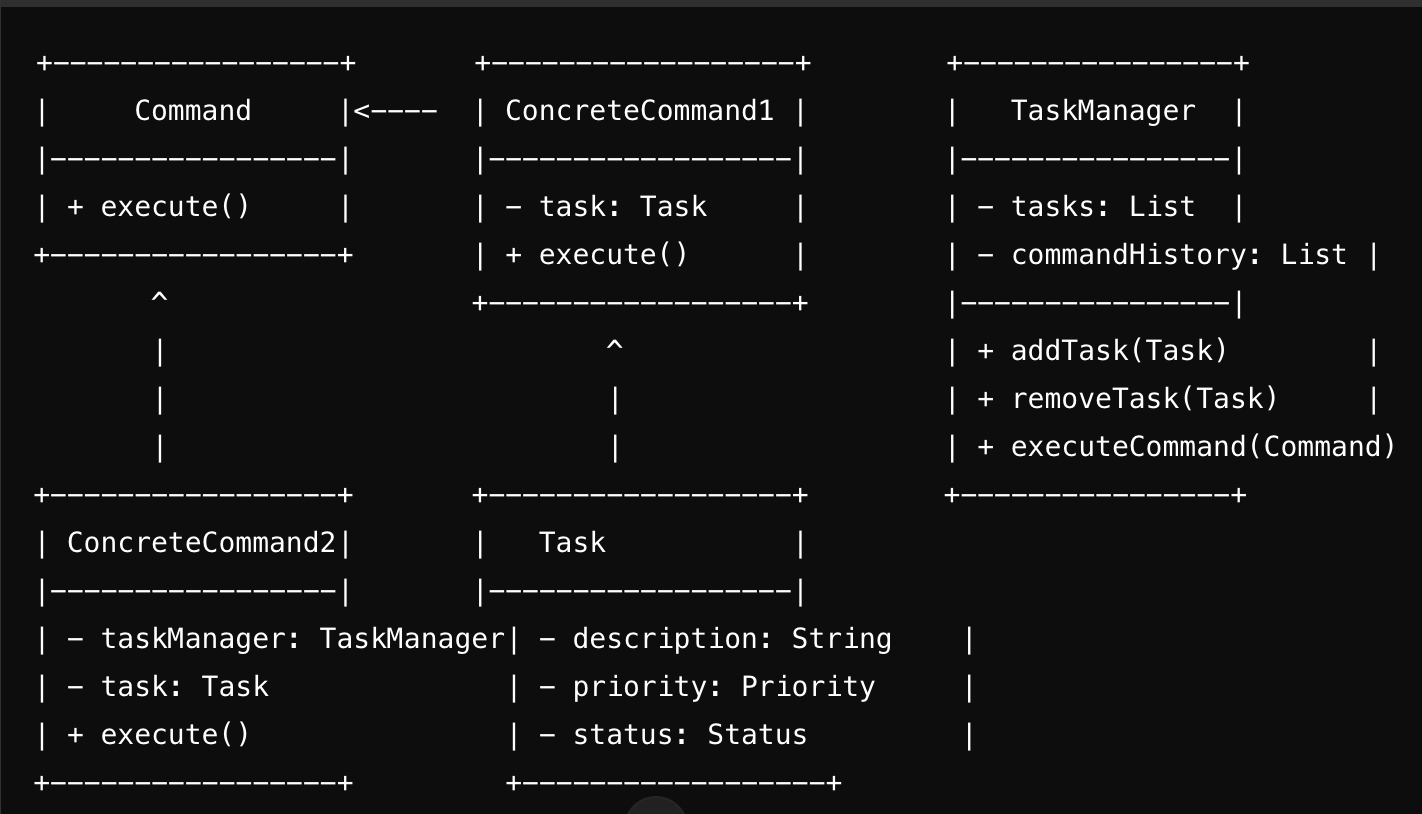 +-----------------+       +------------------+        +----------------+
|     Command     |<----  | ConcreteCommand1 |        |   TaskManager  |
|-----------------|       |------------------|        |----------------|
| + execute()     |       | - task: Task     |        | - tasks: List  |
+-----------------+       | + execute()      |        | - commandHistory: List |
       ^                  +------------------+        |----------------|
       |                          ^                   | + addTask(Task)        |
       |                          |                   | + removeTask(Task)     |
       |                          |                   | + executeCommand(Command)
+-----------------+       +------------------+        +----------------+
| ConcreteCommand2|       |   Task           |
|-----------------|       |------------------|
| - taskManager: TaskManager| - description: String    |
| - task: Task              | - priority: Priority     |
| + execute()               | - status: Status         |
+-----------------+         +------------------+